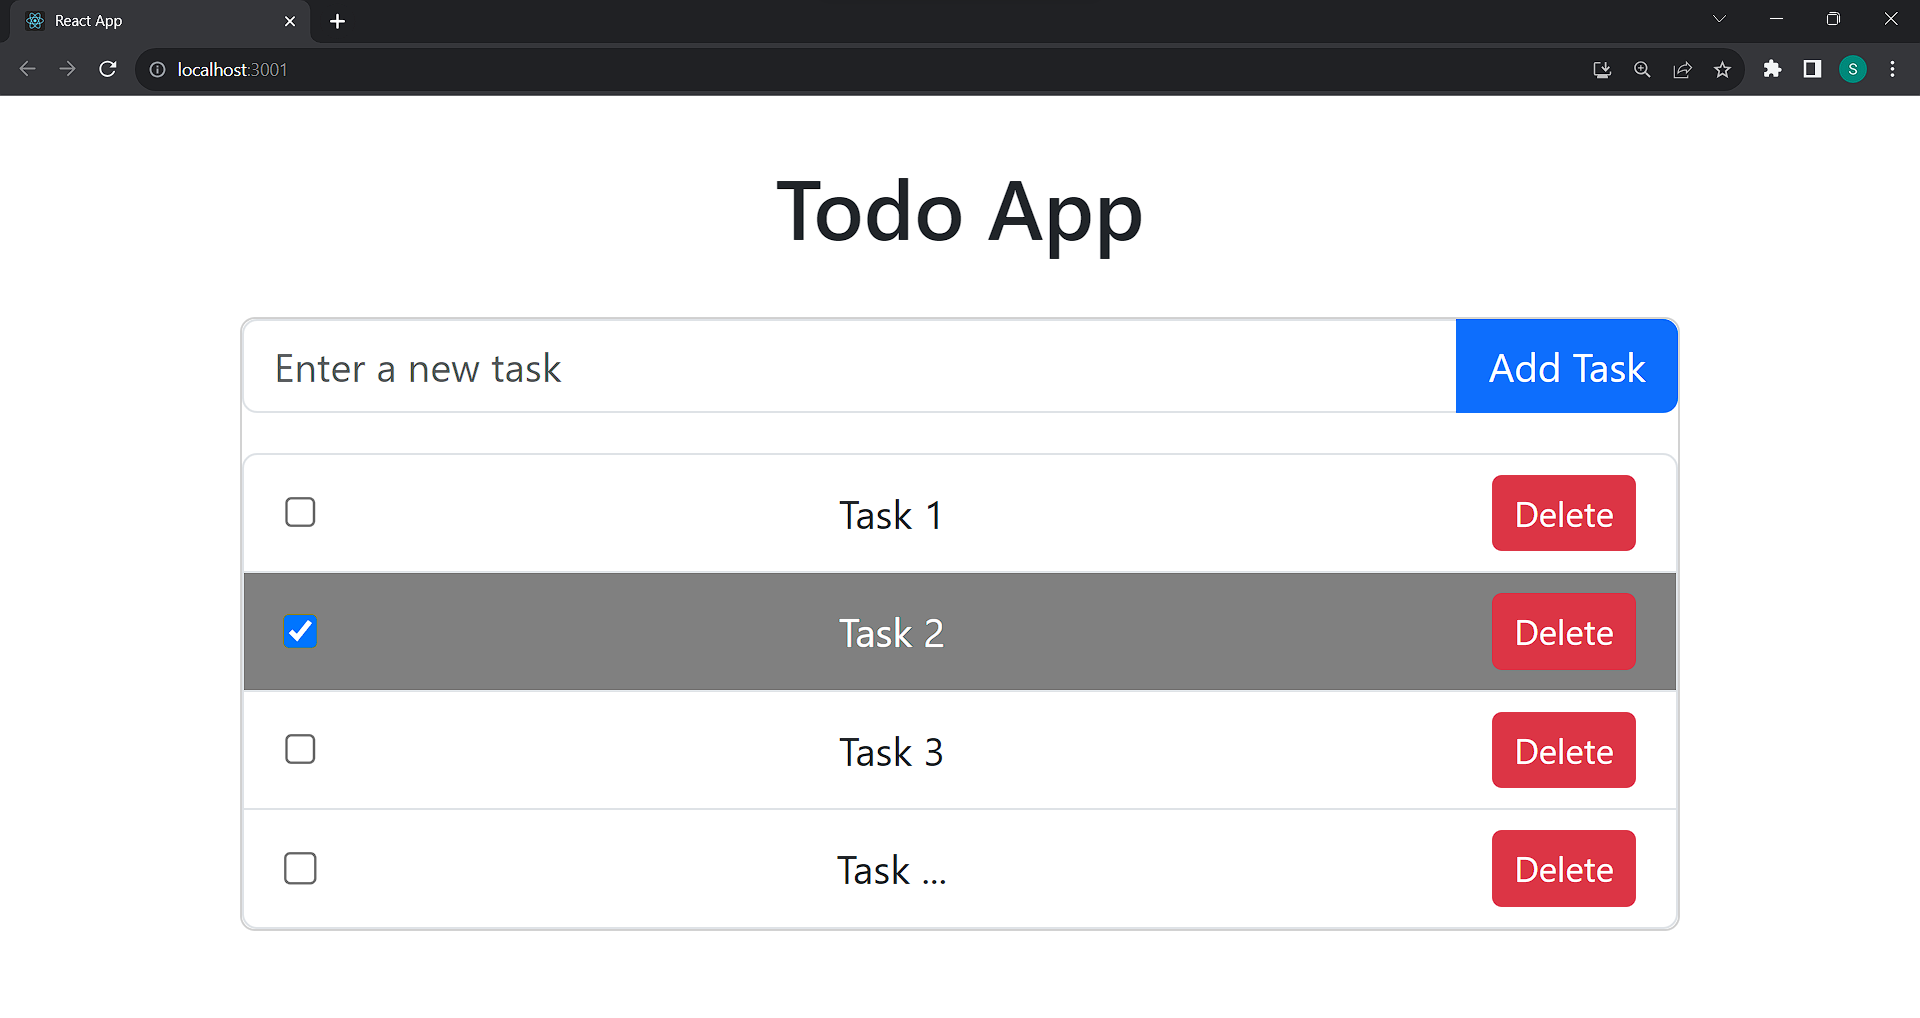 React App
localhost:3001
S
Todo App
Enter a new task Add Task
Task 1 Delete
Task 2 Delete
Task 3 Delete
Task ... Delete